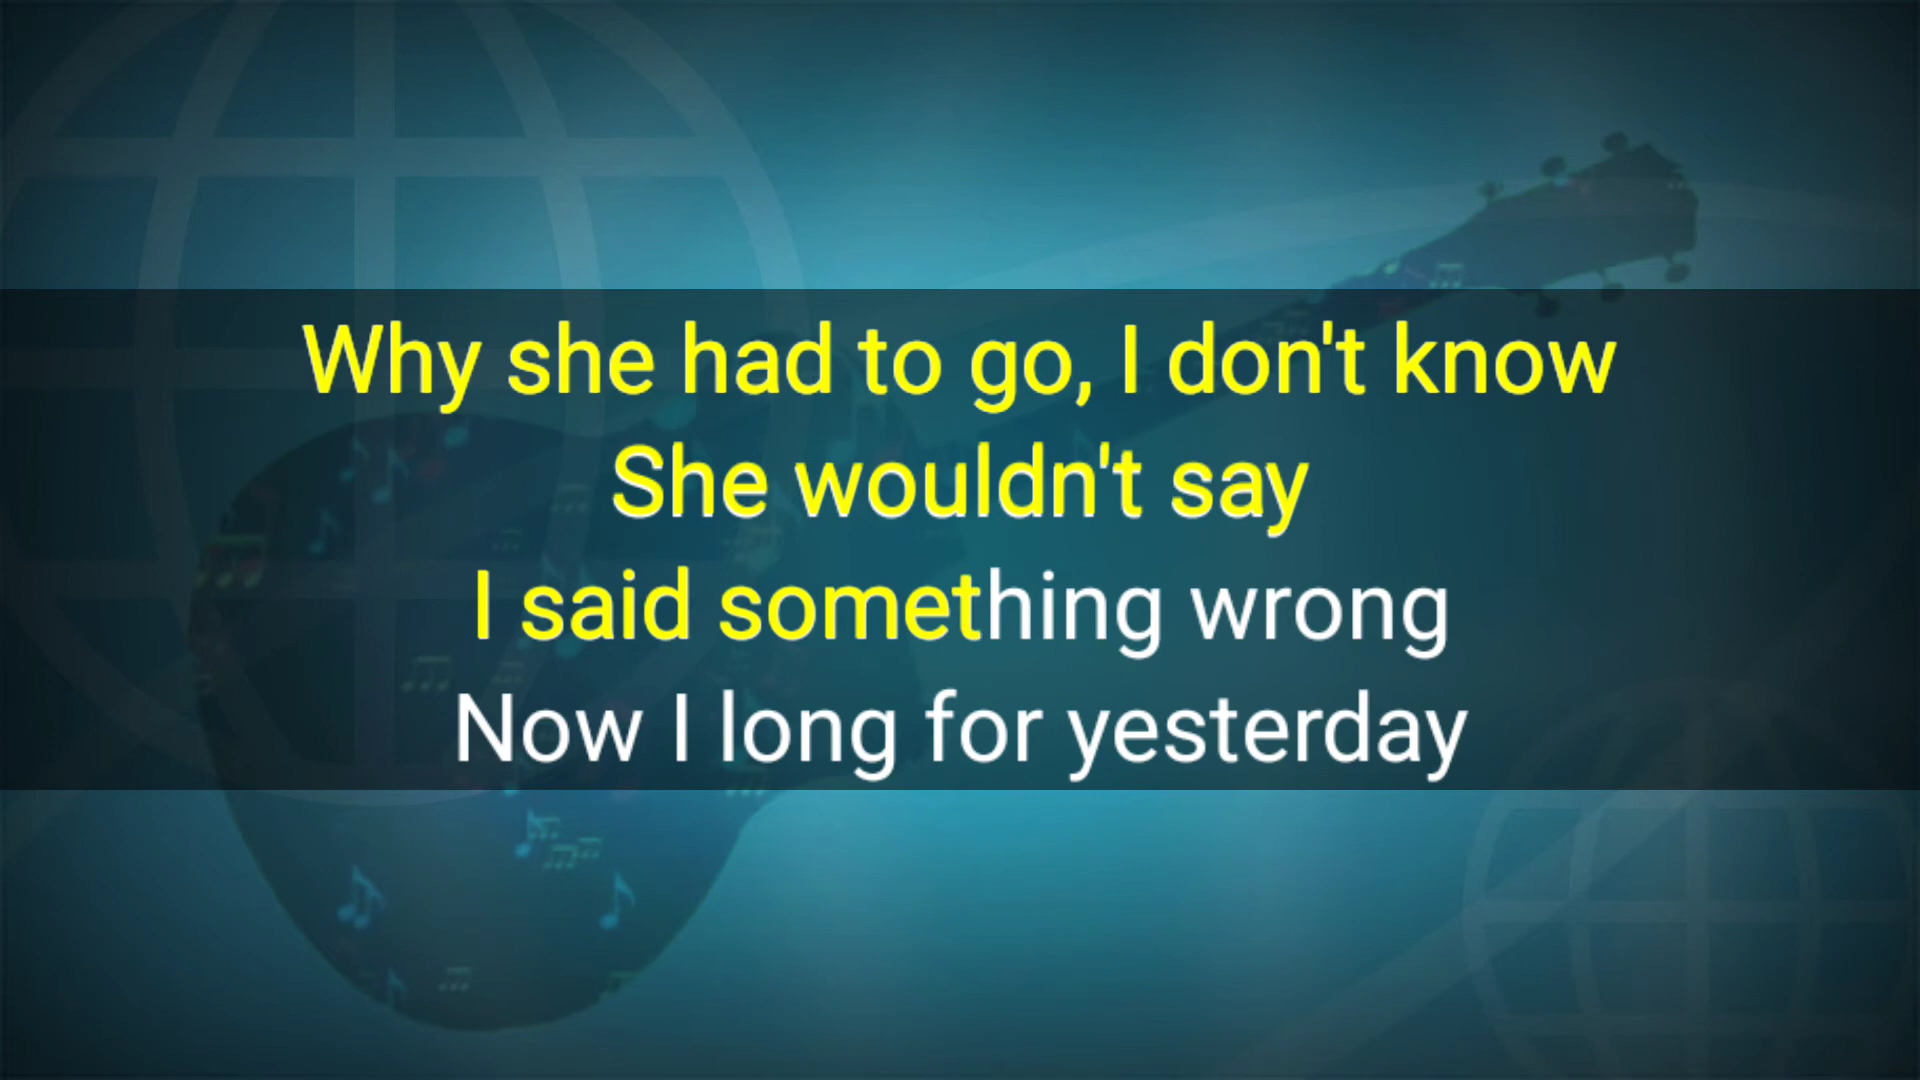 Why she had to go, I don't know
She wouldn't say
I said something wrong
Now I long for yesterday